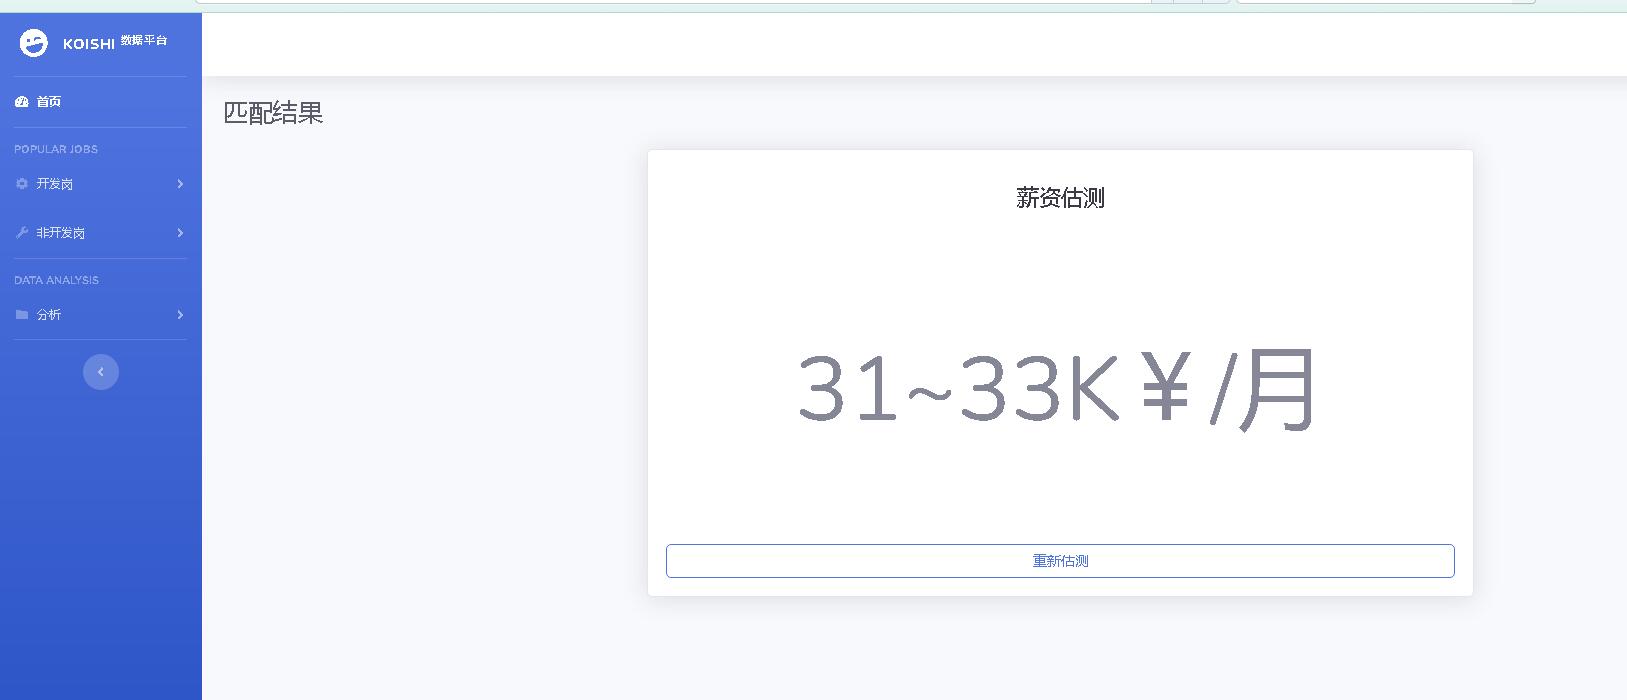 KOISHI 数据平台
首页
POPULAR JOBS
开发岗
非开发岗
DATA ANALYSIS
分析
匹配结果
薪资估测
31~33K￥/月
重新估测